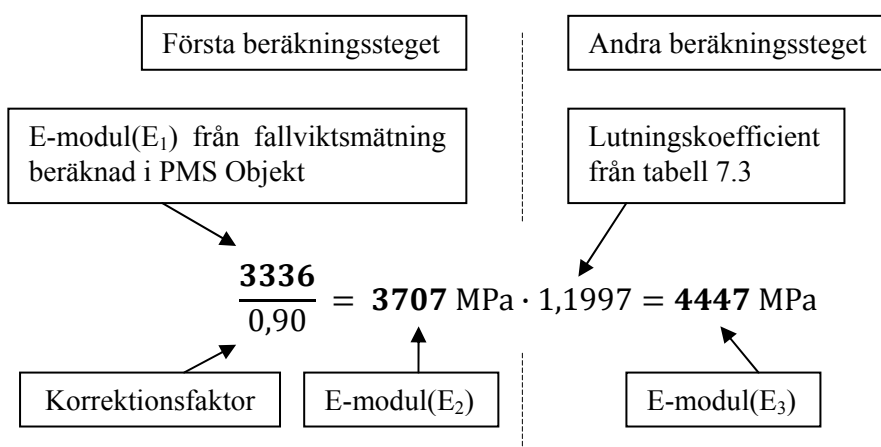 Första beräkningssteget
Andra beräkningssteget
E-modul(E₁) från fallviktsmätning
beräknad i PMS Objekt
Lutningskoefficient
från tabell 7.3
3336
0,90
= 3707 MPa · 1,1997 = 4447 MPa
Korrektionsfaktor
E-modul(E₂)
E-modul(E₃)